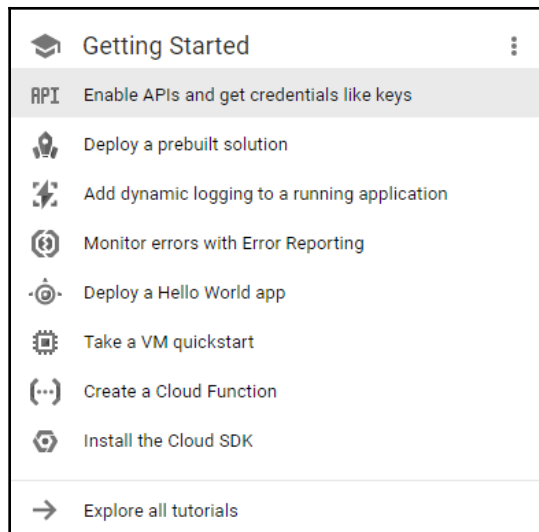 Getting Started
API Enable APIs and get credentials like keys
Deploy a prebuilt solution
Add dynamic logging to a running application
Monitor errors with Error Reporting
Deploy a Hello World app
Take a VM quickstart
Create a Cloud Function
Install the Cloud SDK
Explore all tutorials